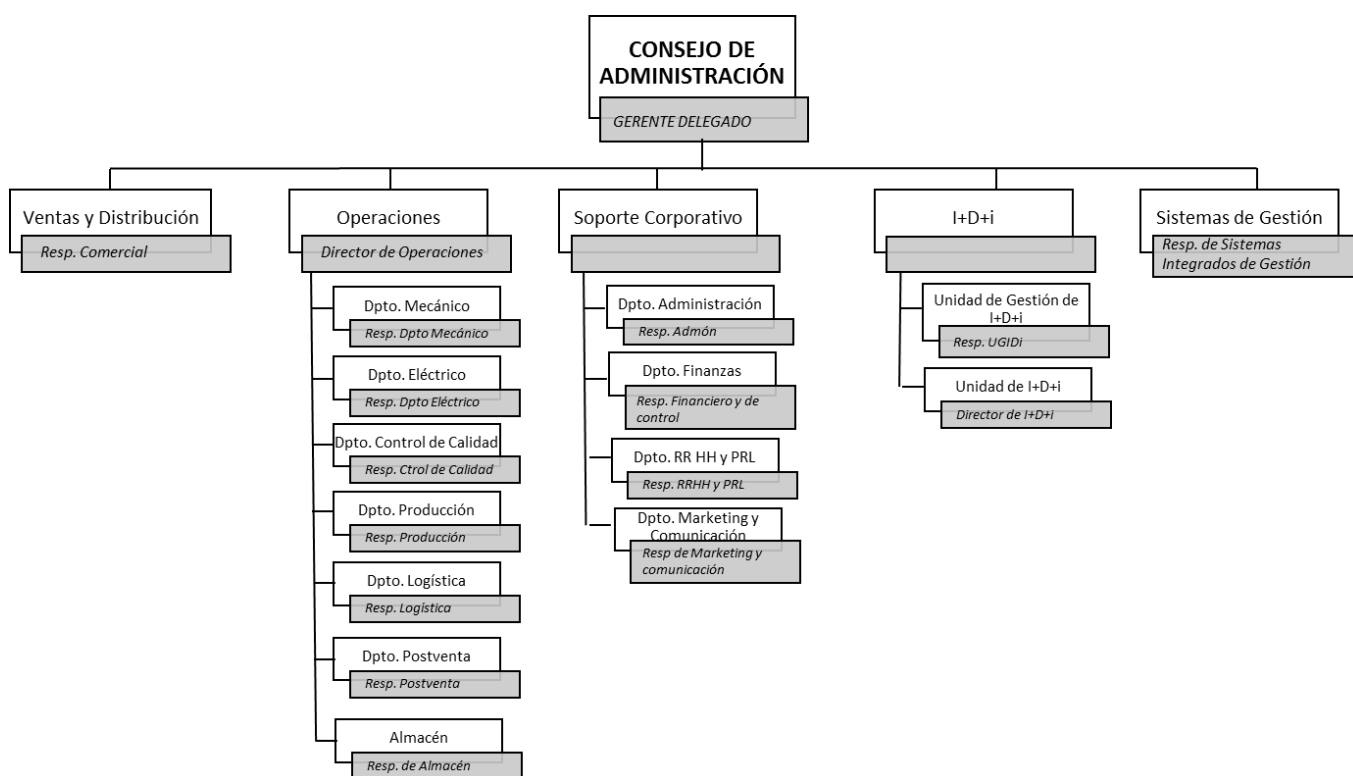 CONSEJO DE
ADMINISTRACIÓN
GERENTE DELEGADO
Ventas y Distribución
Resp. Comercial
Operaciones
Director de Operaciones
Dpto. Mecánico
Resp. Dpto Mecánico
Dpto. Eléctrico
Resp. Dpto Eléctrico
Dpto. Control de Calidad
Resp. Ctrol de Calidad
Dpto. Producción
Resp. Producción
Dpto. Logística
Resp. Logística
Dpto. Postventa
Resp. Postventa
Almacén
Resp. de Almacén
Soporte Corporativo
Dpto. Administración
Resp. Admón
Dpto. Finanzas
Resp. Financiero y de
control
Dpto. RR HH y PRL
Resp. RRHH y PRL
Dpto. Marketing y
Comunicación
Resp de Marketing y
comunicación
I+D+i
Unidad de Gestión de
I+D+i
Resp. UGIDi
Unidad de I+D+i
Director de I+D+i
Sistemas de Gestión
Resp. de Sistemas
Integrados de Gestión